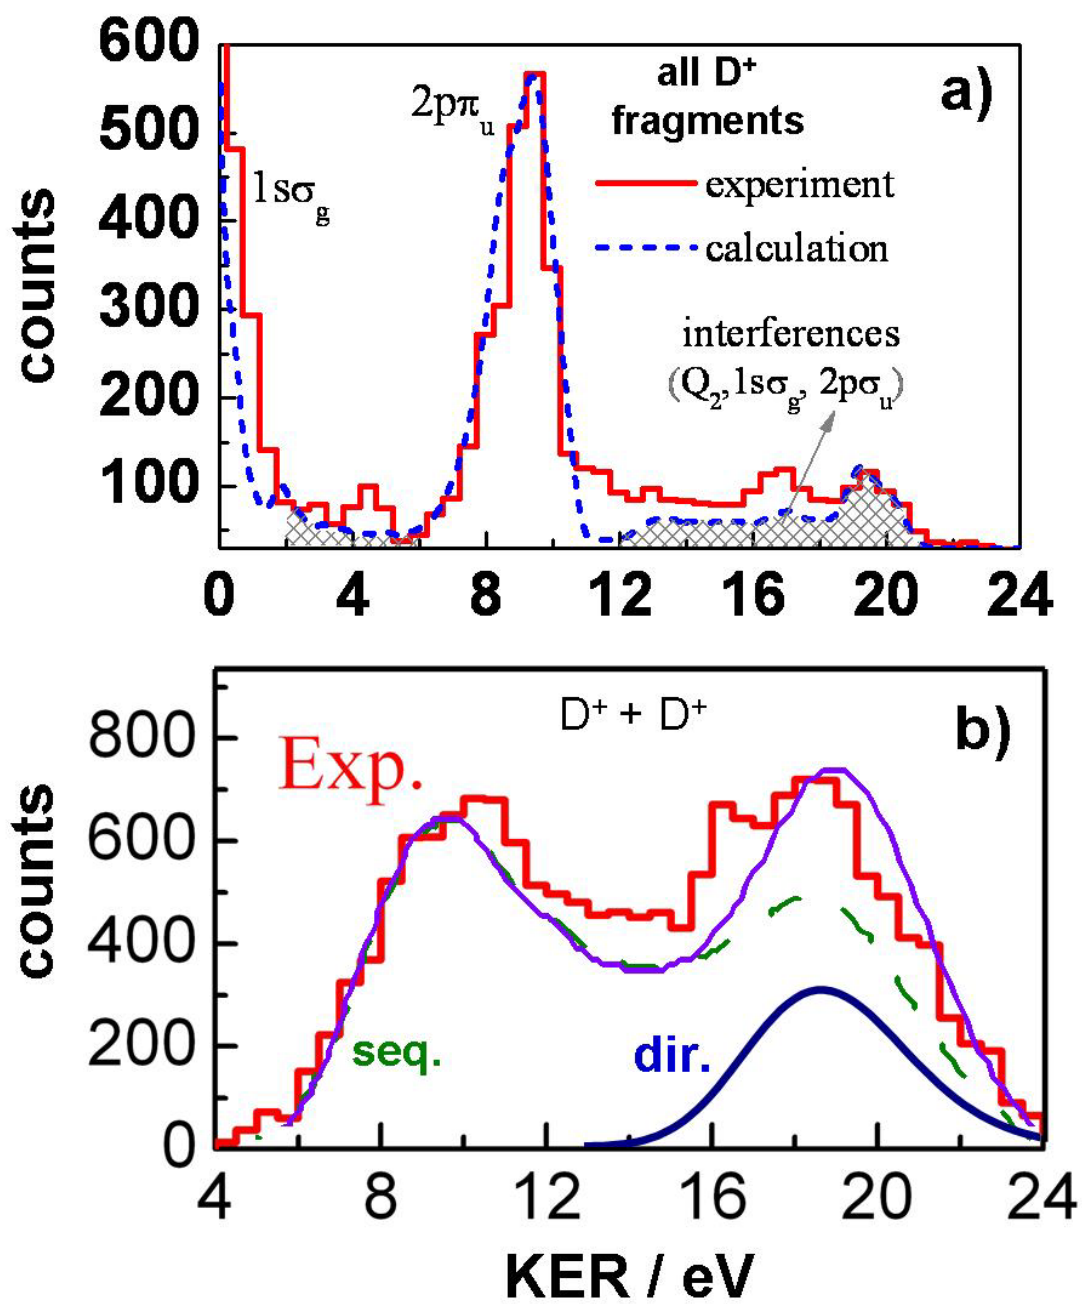 a)
all D⁺
fragments
experiment
calculation
2pπᵤ
1sσg
interferences
(Q₂,1sσg, 2pσᵤ)
counts
600
500
400
300
200
100
0 4 8 12 16 20 24
b)
D⁺ + D⁺
Exp.
seq.
dir.
counts
800
600
400
200
0
4 8 12 16 20 24
KER / eV